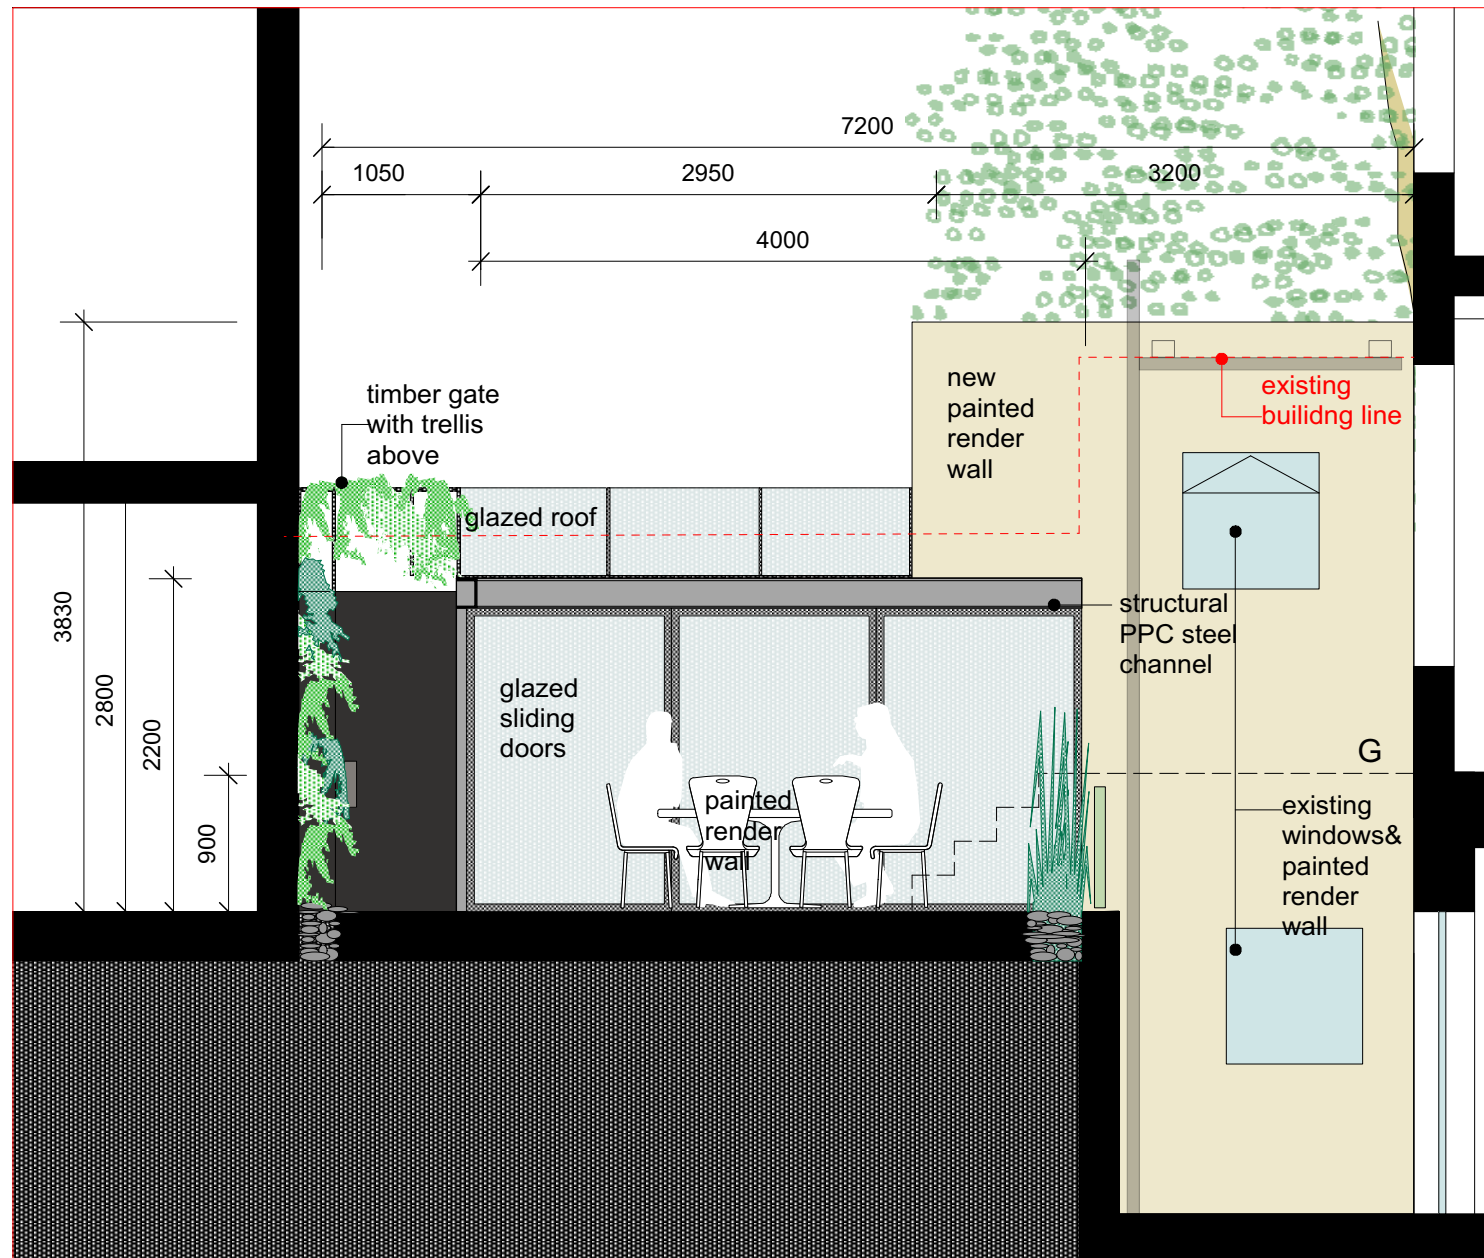 7200
1050
2950
3200
4000
timber gate
with trellis
above
new
painted
render
wall
existing
builidng line
glazed roof
3830
2800
2200
900
structural
PPC steel
channel
glazed
sliding
doors
G
painted
render
wall
existing
windows&
painted
render
wall